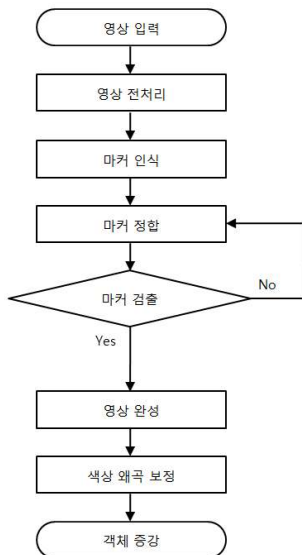 영상 입력
영상 전처리
마커 인식
마커 정합
마커 검출
No
Yes
영상 완성
색상 왜곡 보정
객체 증강